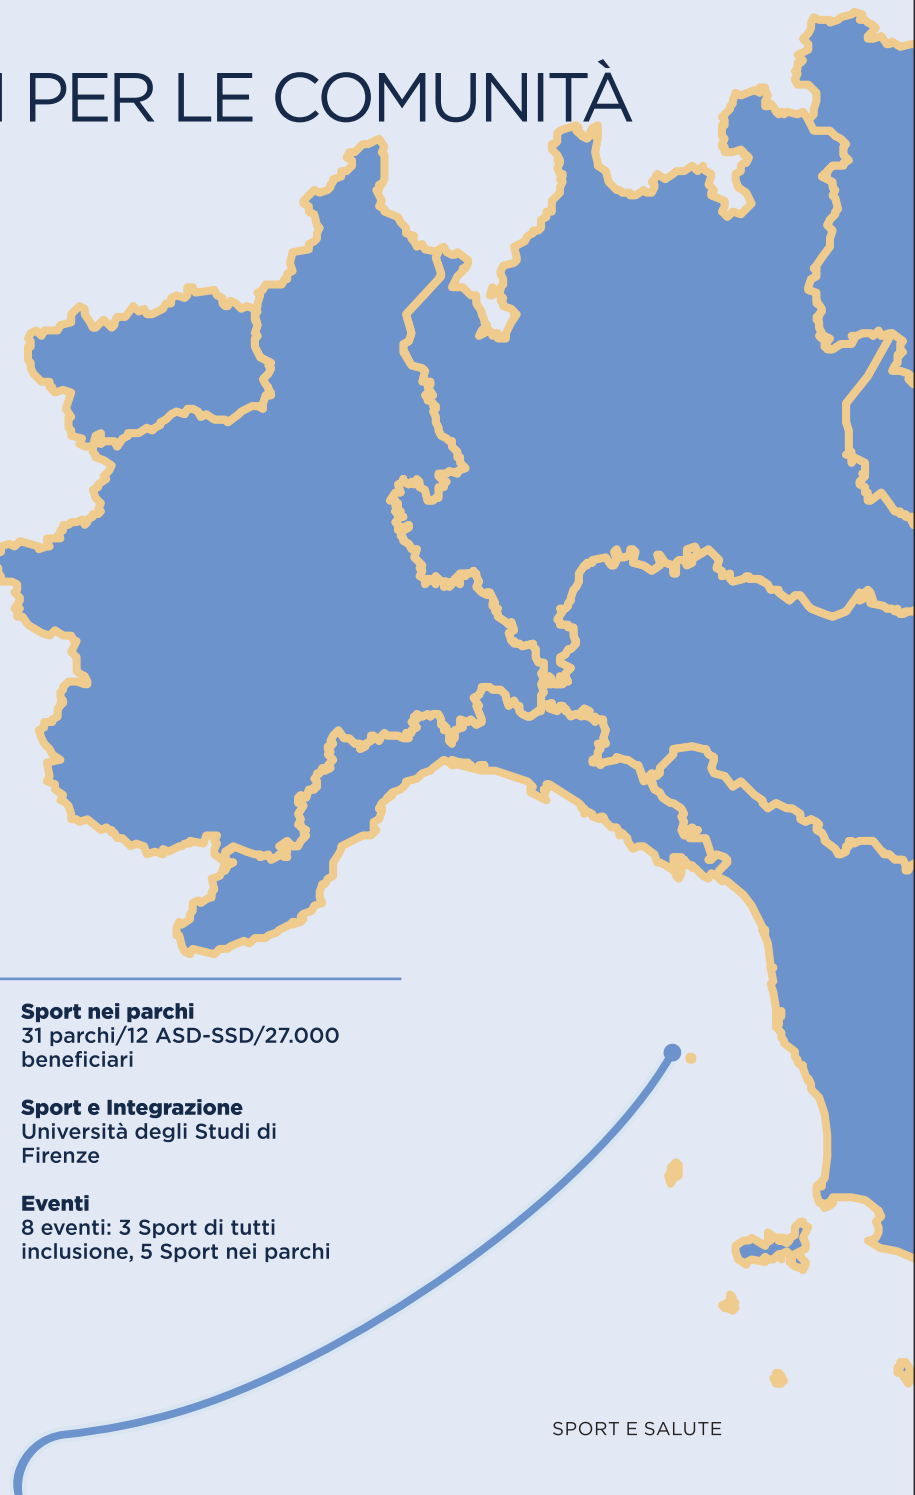 I PER LE COMUNITÀ
Sport nei parchi
31 parchi/12 ASD-SSD/27.000
beneficiari
Sport e Integrazione
Università degli Studi di
Firenze
Eventi
8 eventi: 3 Sport di tutti
inclusione, 5 Sport nei parchi
SPORT E SALUTE